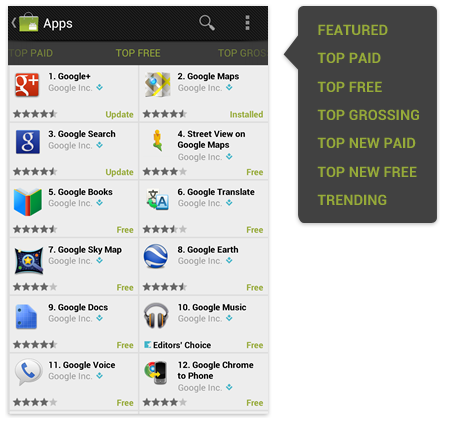 Apps
TOP PAID
TOP FREE
TOP GROSS
1. Google+
Google Inc.
Update
2. Google Maps
Google Inc.
Installed
3. Google Search
Google Inc.
Update
4. Street View on
Google Maps
Google Inc.
Free
5. Google Books
Google Inc.
Free
6. Google Translate
Google Inc.
Free
7. Google Sky Map
Google Inc.
Free
8. Google Earth
Google Inc.
Free
9. Google Docs
Google Inc.
Free
10. Google Music
Google Inc.
Editors' Choice
Free
11. Google Voice
Google Inc.
Free
12. Google Chrome
to Phone
Google Inc.
Free
FEATURED
TOP PAID
TOP FREE
TOP GROSSING
TOP NEW PAID
TOP NEW FREE
TRENDING